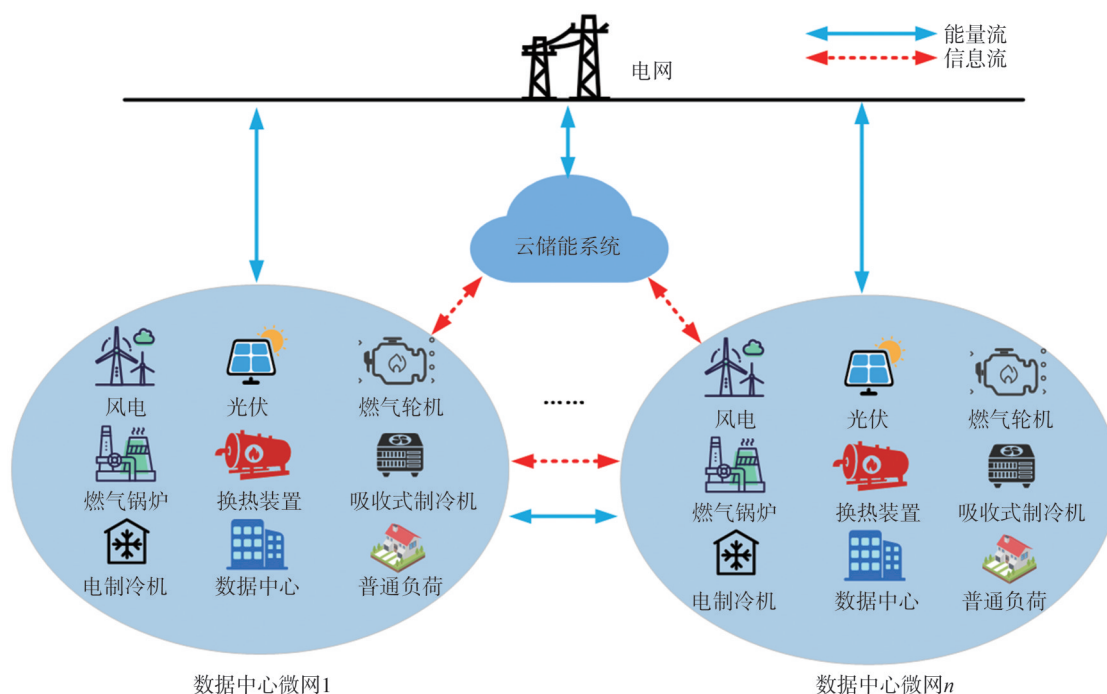 能量流
信息流
电网
云储能系统
风电
光伏
燃气轮机
燃气锅炉
换热装置
吸收式制冷机
电制冷机
数据中心
普通负荷
……
风电
光伏
燃气轮机
燃气锅炉
换热装置
吸收式制冷机
电制冷机
数据中心
普通负荷
数据中心微网1
数据中心微网n